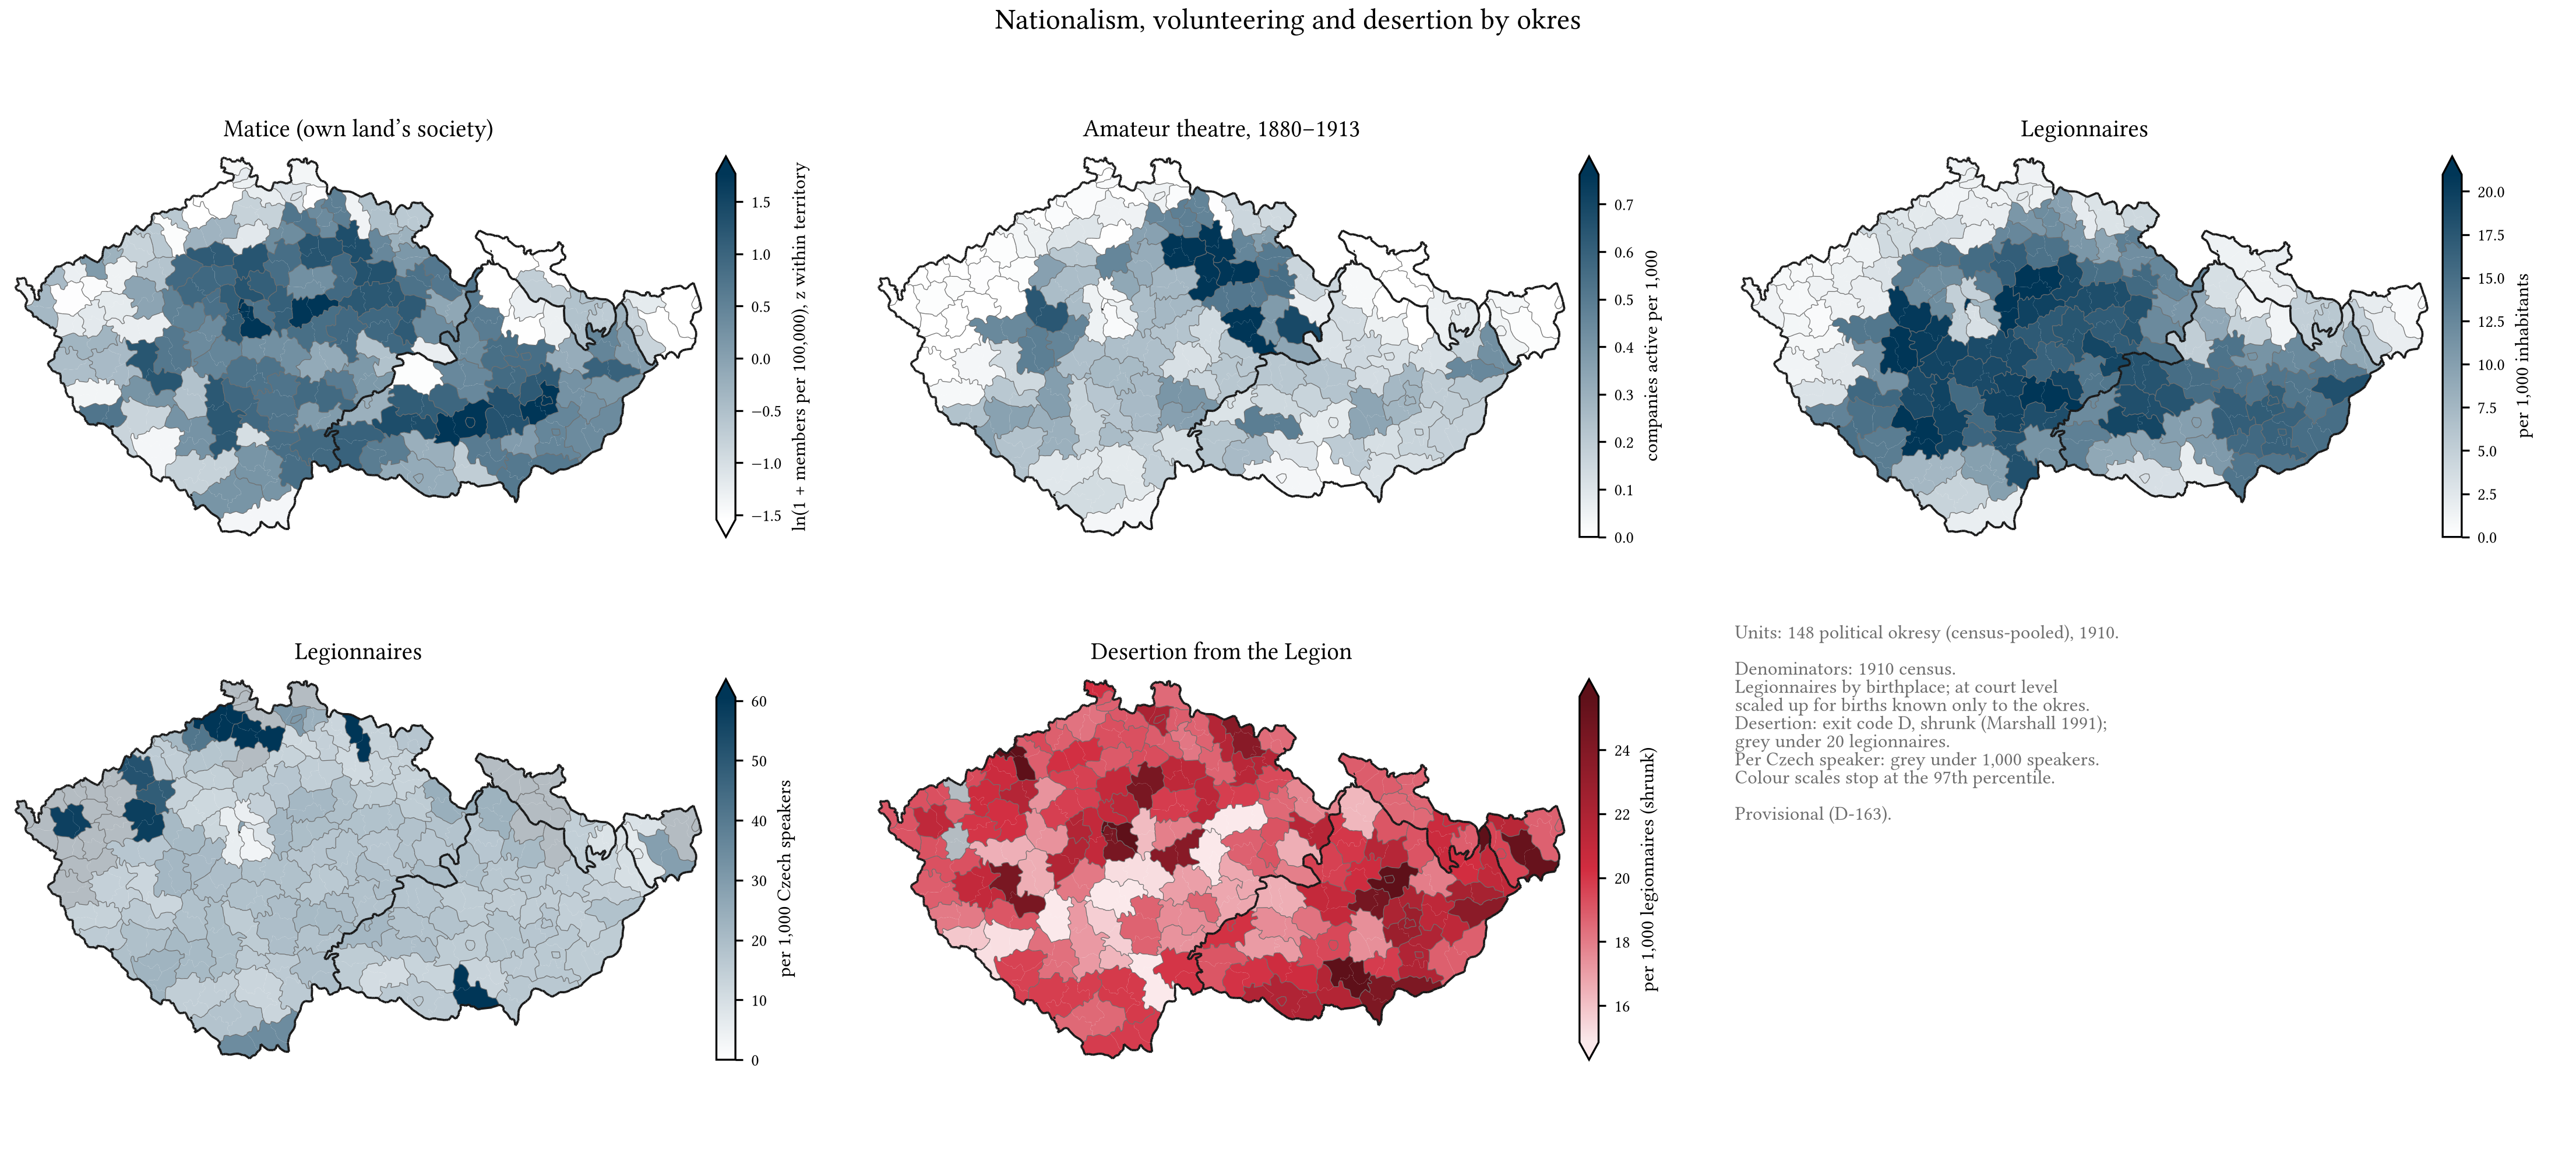 Nationalism, volunteering and desertion by okres
Matice (own land's society)
1.5
1.0
0.5
0.0
−0.5
−1.0
−1.5
ln(1 + members per 100,000), z within territory
Amateur theatre, 1880–1913
0.7
0.6
0.5
0.4
0.3
0.2
0.1
0.0
companies active per 1,000
Legionnaires
20.0
17.5
15.0
12.5
10.0
7.5
5.0
2.5
0.0
per 1,000 inhabitants
Legionnaires
60
50
40
30
20
10
0
per 1,000 Czech speakers
Desertion from the Legion
24
22
20
18
16
per 1,000 legionnaires (shrunk)
Units: 148 political okresy (census-pooled), 1910.
Denominators: 1910 census.
Legionnaires by birthplace; at court level
scaled up for births known only to the okres.
Desertion: exit code D, shrunk (Marshall 1991);
grey under 20 legionnaires.
Per Czech speaker: grey under 1,000 speakers.
Colour scales stop at the 97th percentile.
Provisional (D-163).